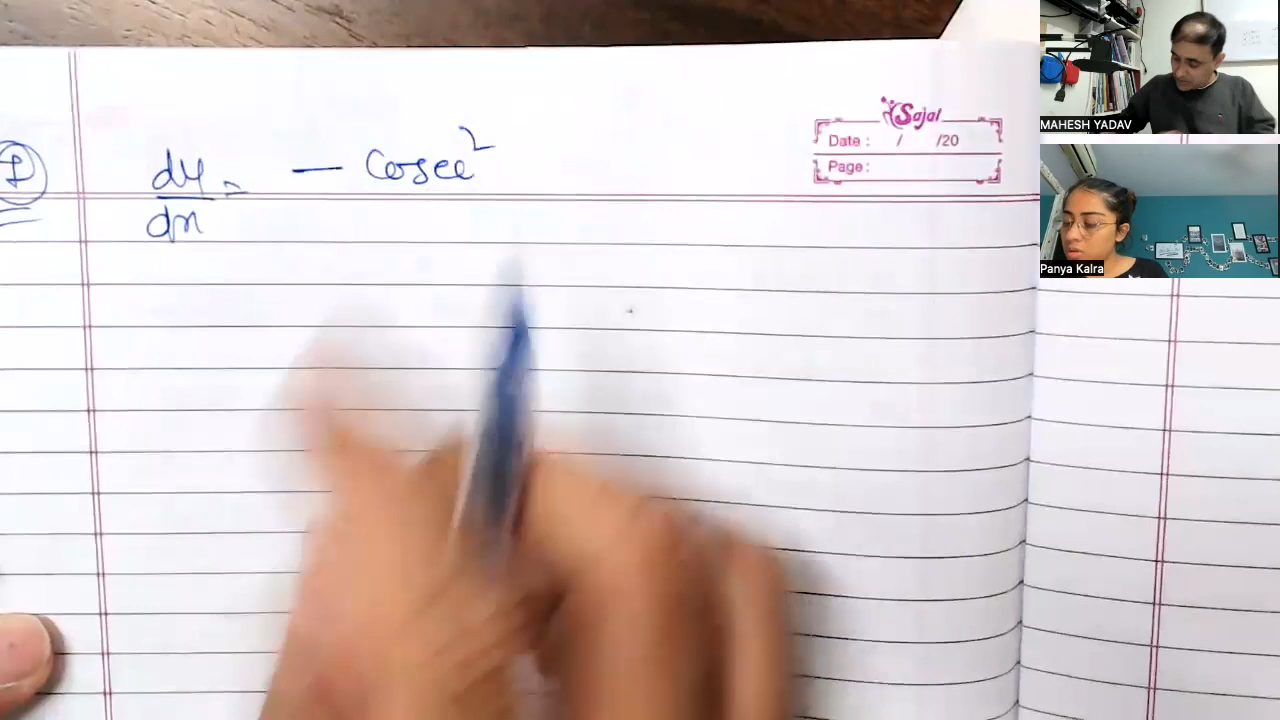 Sajal
Date : / /20
Page :
dy/dx = - Cosec²
MAHESH YADAV
Panya Kalra